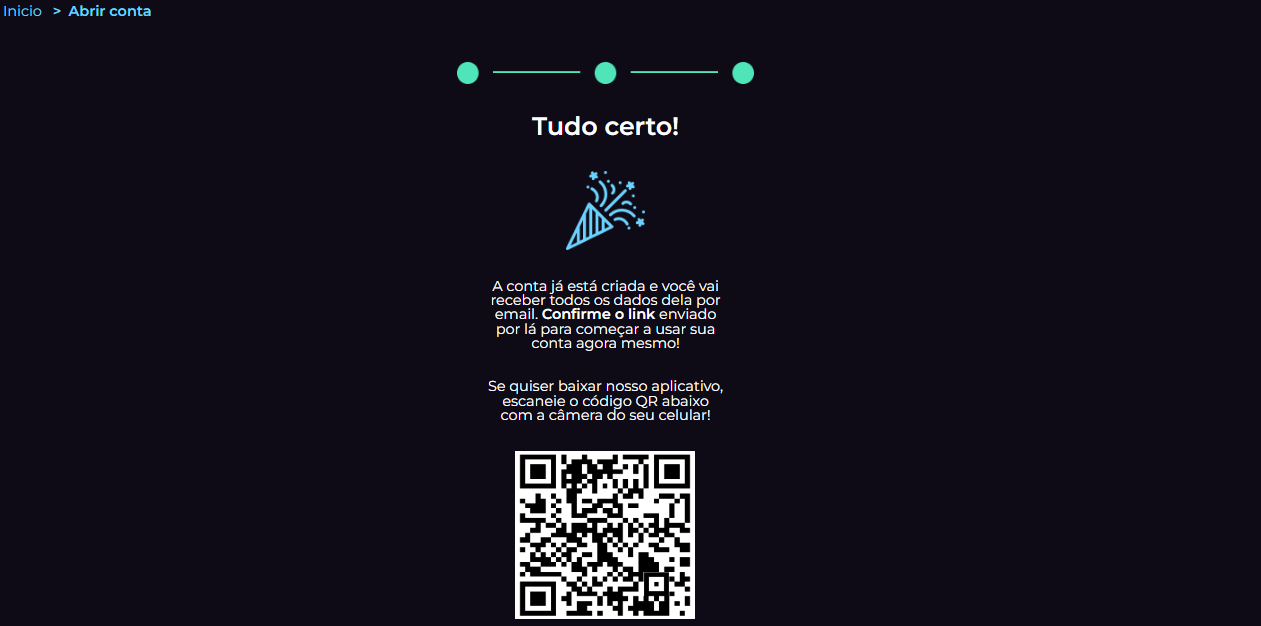 Inicio > Abrir conta
Tudo certo!
A conta já está criada e você vai
receber todos os dados dela por
email. Confirme o link enviado
por lá para começar a usar sua
conta agora mesmo!
Se quiser baixar nosso aplicativo,
escaneie o código QR abaixo
com a câmera do seu celular!